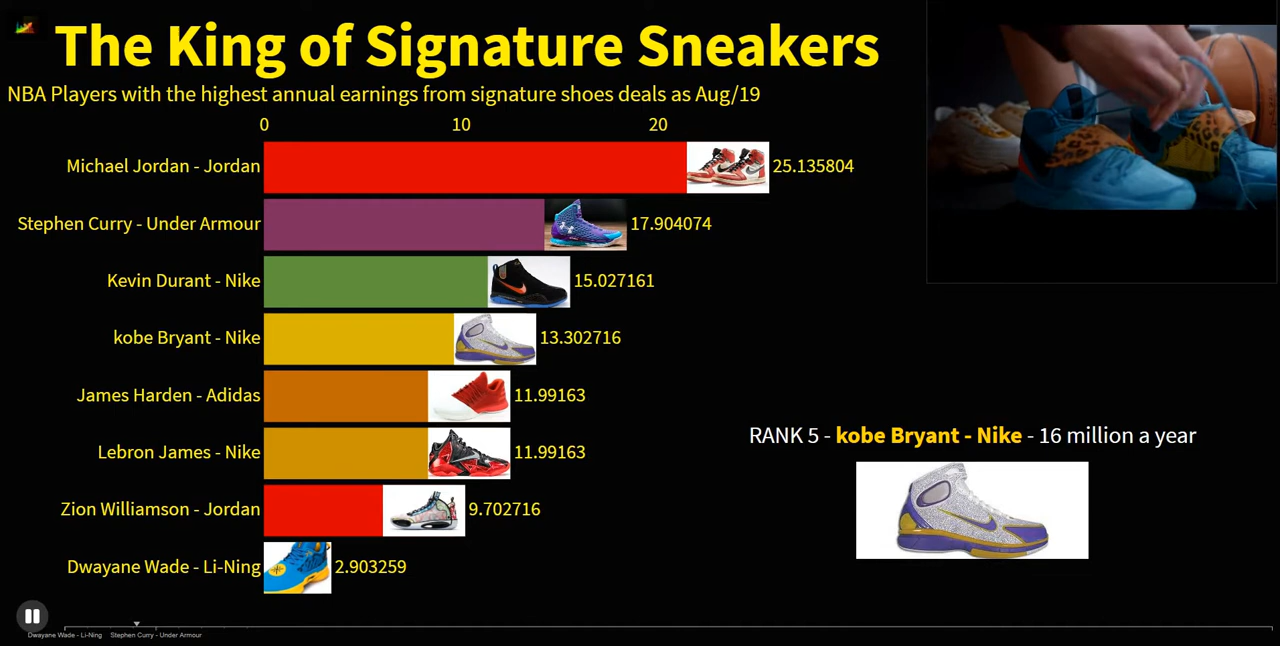 The King of Signature Sneakers
NBA Players with the highest annual earnings from signature shoes deals as Aug/19
0 10 20
Michael Jordan - Jordan 25.135804
Stephen Curry - Under Armour 17.904074
Kevin Durant - Nike 15.027161
kobe Bryant - Nike 13.302716
James Harden - Adidas 11.99163
Lebron James - Nike 11.99163
Zion Williamson - Jordan 9.702716
Dwayane Wade - Li-Ning 2.903259
RANK 5 - kobe Bryant - Nike - 16 million a year
Dwayane Wade - Li-Ning Stephen Curry - Under Armour